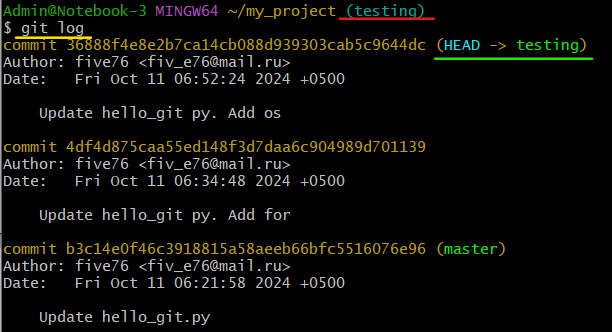 Admin@Notebook-3 MINGW64 ~/my_project (testing)
$ git log
commit 36888f4e8e2b7ca14cb088d939303cab5c9644dc (HEAD -> testing)
Author: five76 <fiv_e76@mail.ru>
Date:   Fri Oct 11 06:52:24 2024 +0500
Update hello_git py. Add os
commit 4df4d875caa55ed148f3d7daa6c904989d701139
Author: five76 <fiv_e76@mail.ru>
Date:   Fri Oct 11 06:34:48 2024 +0500
Update hello_git py. Add for
commit b3c14e0f46c3918815a58aeeb66bfc5516076e96 (master)
Author: five76 <fiv_e76@mail.ru>
Date:   Fri Oct 11 06:21:58 2024 +0500
Update hello_git.py